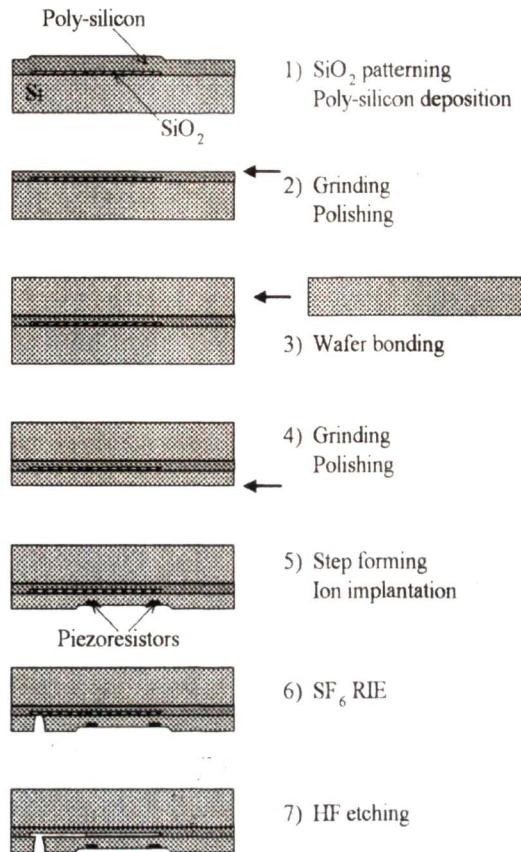 Poly-silicon
1) SiO₂ patterning
Poly-silicon deposition
Si
SiO₂
2) Grinding
Polishing
3) Wafer bonding
4) Grinding
Polishing
5) Step forming
Ion implantation
Piezoresistors
6) SF₆ RIE
7) HF etching